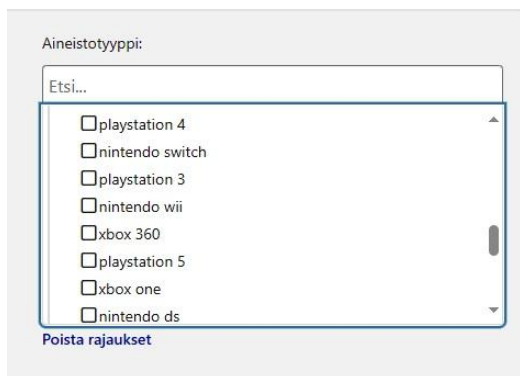 Aineistotyyppi:
Etsi...
playstation 4
nintendo switch
playstation 3
nintendo wii
xbox 360
playstation 5
xbox one
nintendo ds
Poista rajaukset